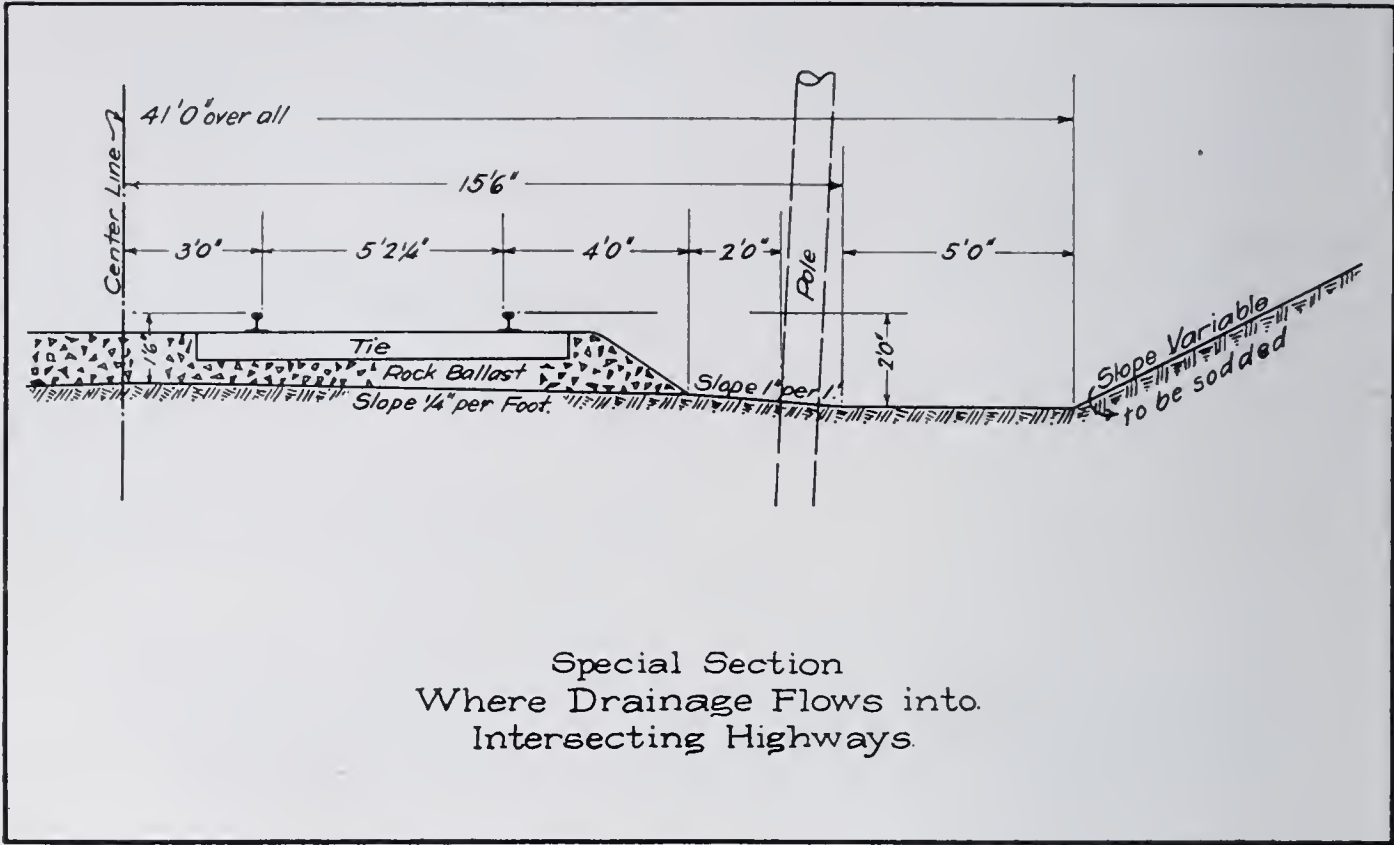 41'0" over all
Center Line
15'6"
3'0"
5'2¼"
4'0"
2'0"
5'0"
Pole
1'6"
2'0"
Tie
Rock Ballast
Slope 1" per 1'
Slope ¼" per Foot.
Slope Variable
to be sodded
Special Section
Where Drainage Flows into.
Intersecting Highways.